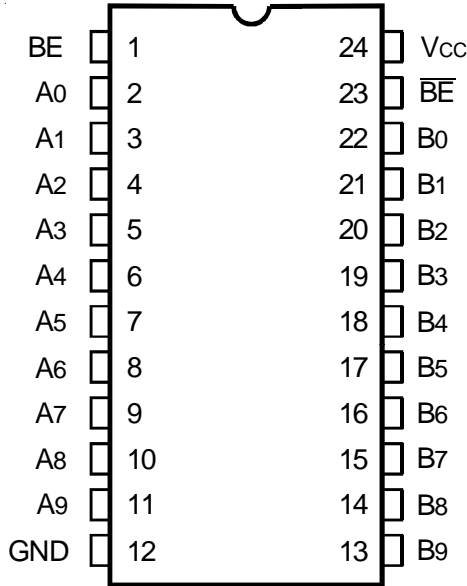 BE 1 24 VCC
A0 2 23 B̅E̅
A1 3 22 B0
A2 4 21 B1
A3 5 20 B2
A4 6 19 B3
A5 7 18 B4
A6 8 17 B5
A7 9 16 B6
A8 10 15 B7
A9 11 14 B8
GND 12 13 B9